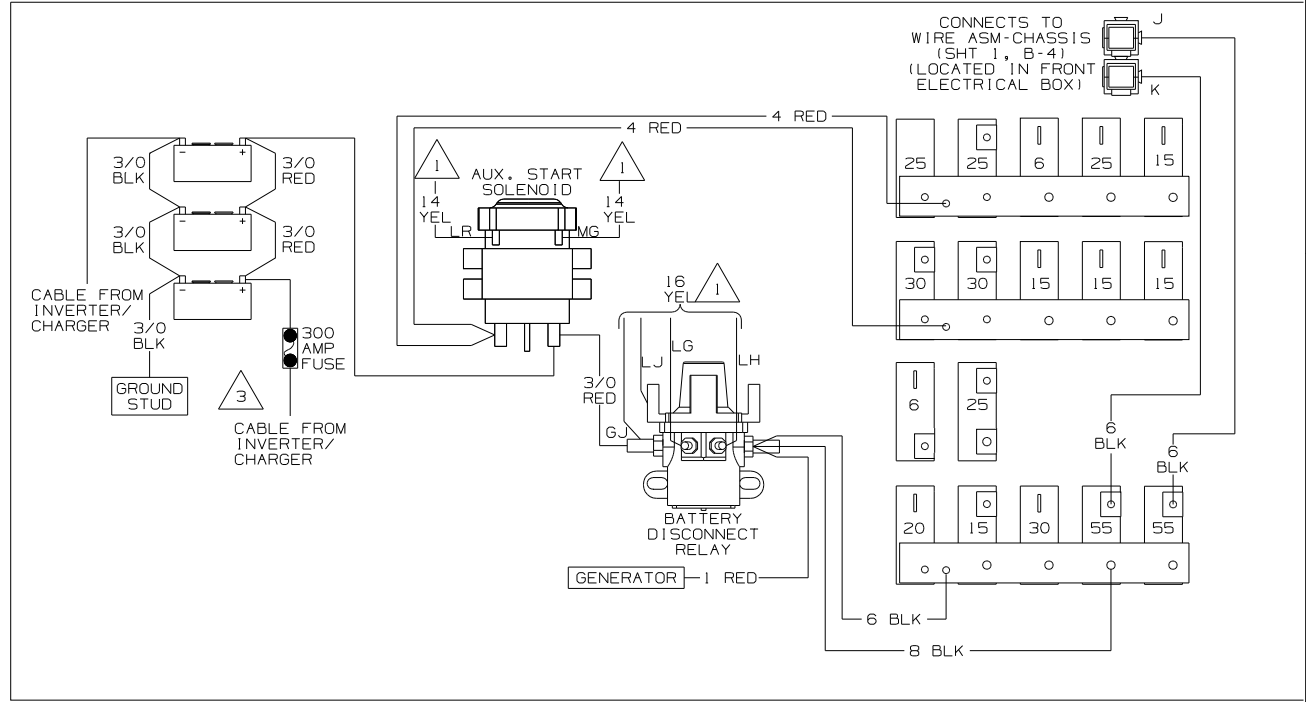 CONNECTS TO
WIRE ASM-CHASSIS
(SHT 1, B-4)
(LOCATED IN FRONT
ELECTRICAL BOX)
J
K
4 RED
4 RED
25
25
6
25
15
- +
3/0
BLK
3/0
RED
- +
3/0
BLK
3/0
RED
- +
CABLE FROM
INVERTER/
CHARGER
3/0
BLK
GROUND
STUD
300
AMP
FUSE
3
CABLE FROM
INVERTER/
CHARGER
1
1
AUX. START
SOLENOID
14
YEL
14
YEL
LR
MG
30
30
15
15
15
16
YEL
1
LJ
LG
LH
3/0
RED
GJ
BATTERY
DISCONNECT
RELAY
GENERATOR
1 RED
6
25
6
BLK
6
BLK
20
15
30
55
55
6 BLK
8 BLK